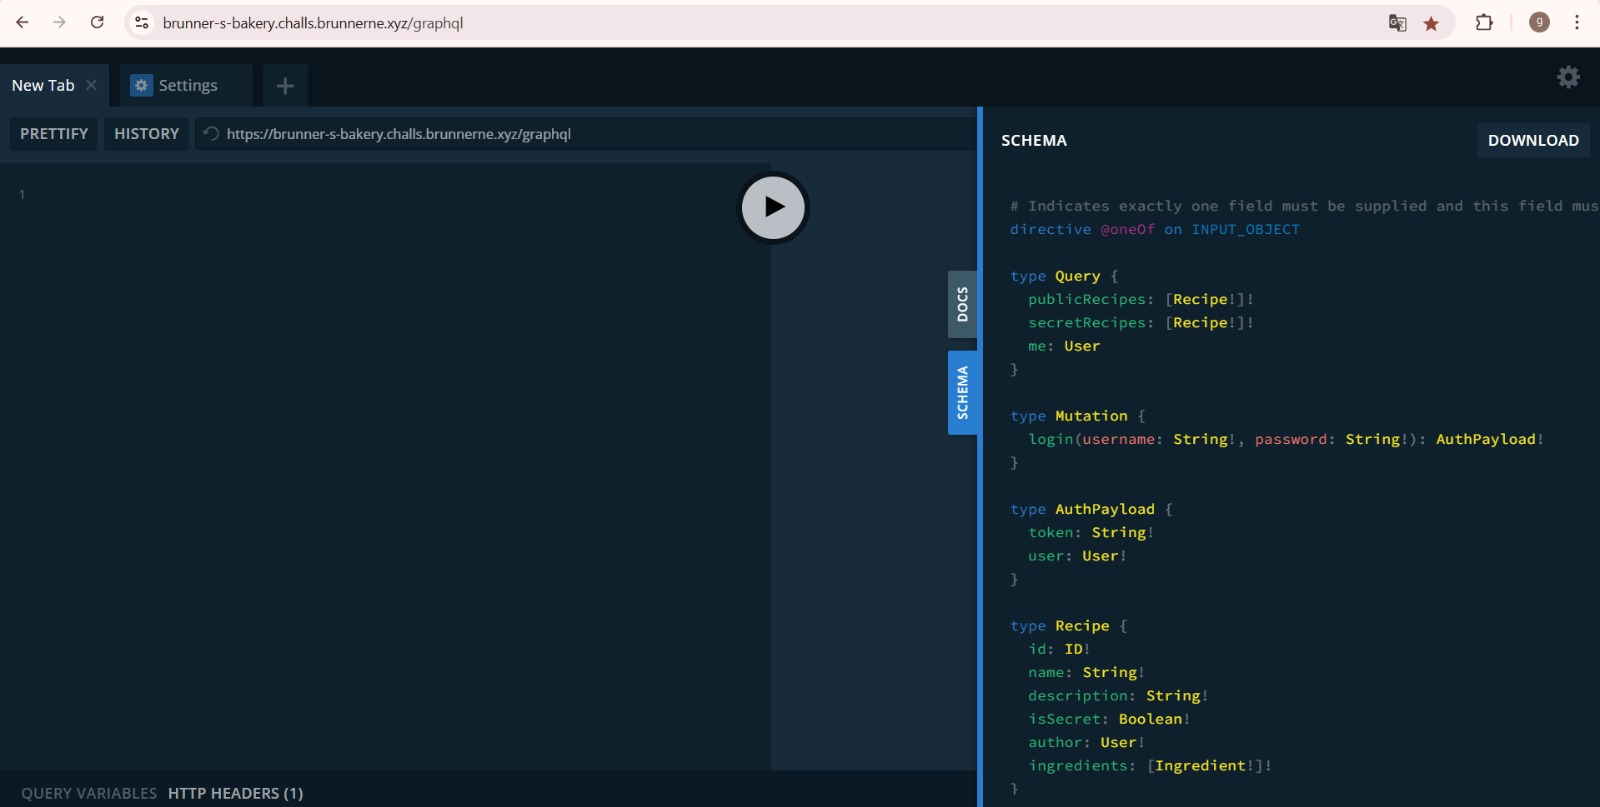 brunner-s-bakery.challs.brunnerne.xyz/graphql
g
New Tab
Settings
PRETTIFY
HISTORY
https://brunner-s-bakery.challs.brunnerne.xyz/graphql
1
DOCS
SCHEMA
SCHEMA
DOWNLOAD
# Indicates exactly one field must be supplied and this field mus
directive @oneOf on INPUT_OBJECT
type Query {
publicRecipes: [Recipe!]!
secretRecipes: [Recipe!]!
me: User
}
type Mutation {
login(username: String!, password: String!): AuthPayload!
}
type AuthPayload {
token: String!
user: User!
}
type Recipe {
id: ID!
name: String!
description: String!
isSecret: Boolean!
author: User!
ingredients: [Ingredient!]!
}
QUERY VARIABLES HTTP HEADERS (1)